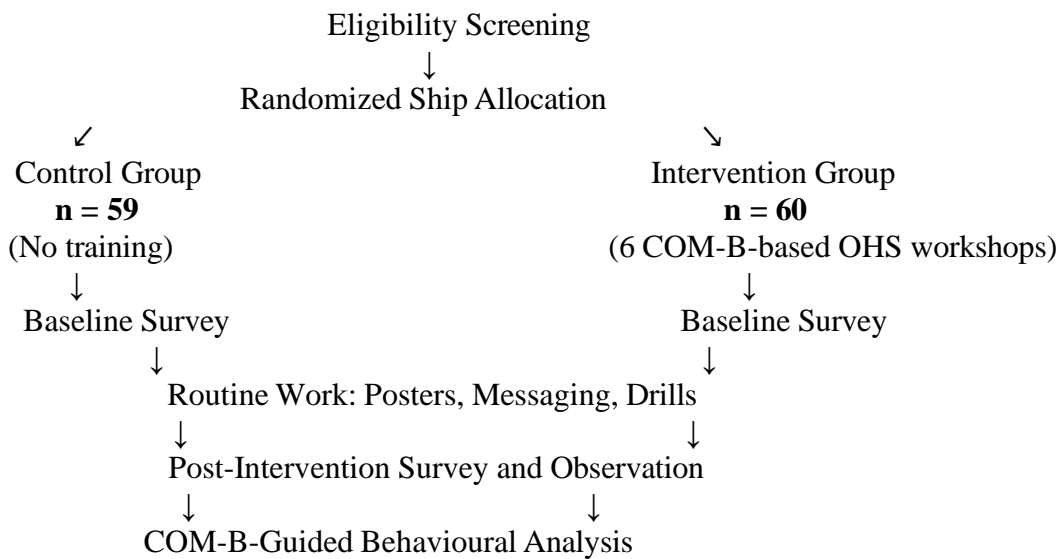 Eligibility Screening
↓
Randomized Ship Allocation
↙ ↘
Control Group Intervention Group
n = 59 n = 60
(No training) (6 COM-B-based OHS workshops)
↓ ↓
Baseline Survey Baseline Survey
↓ ↓
Routine Work: Posters, Messaging, Drills
↓ ↓
Post-Intervention Survey and Observation
↓ ↓
COM-B-Guided Behavioural Analysis